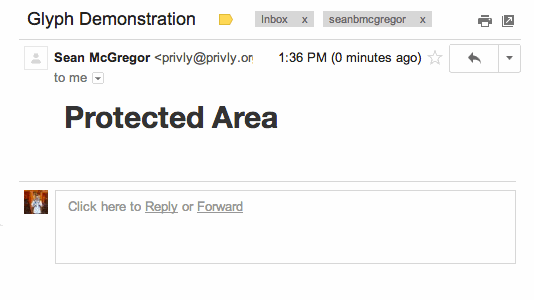 Glyph Demonstration Inbox x seanbmcgregor x
Sean McGregor <privly@privly.or 1:36 PM (0 minutes ago)
to me
Protected Area
Click here to Reply or Forward